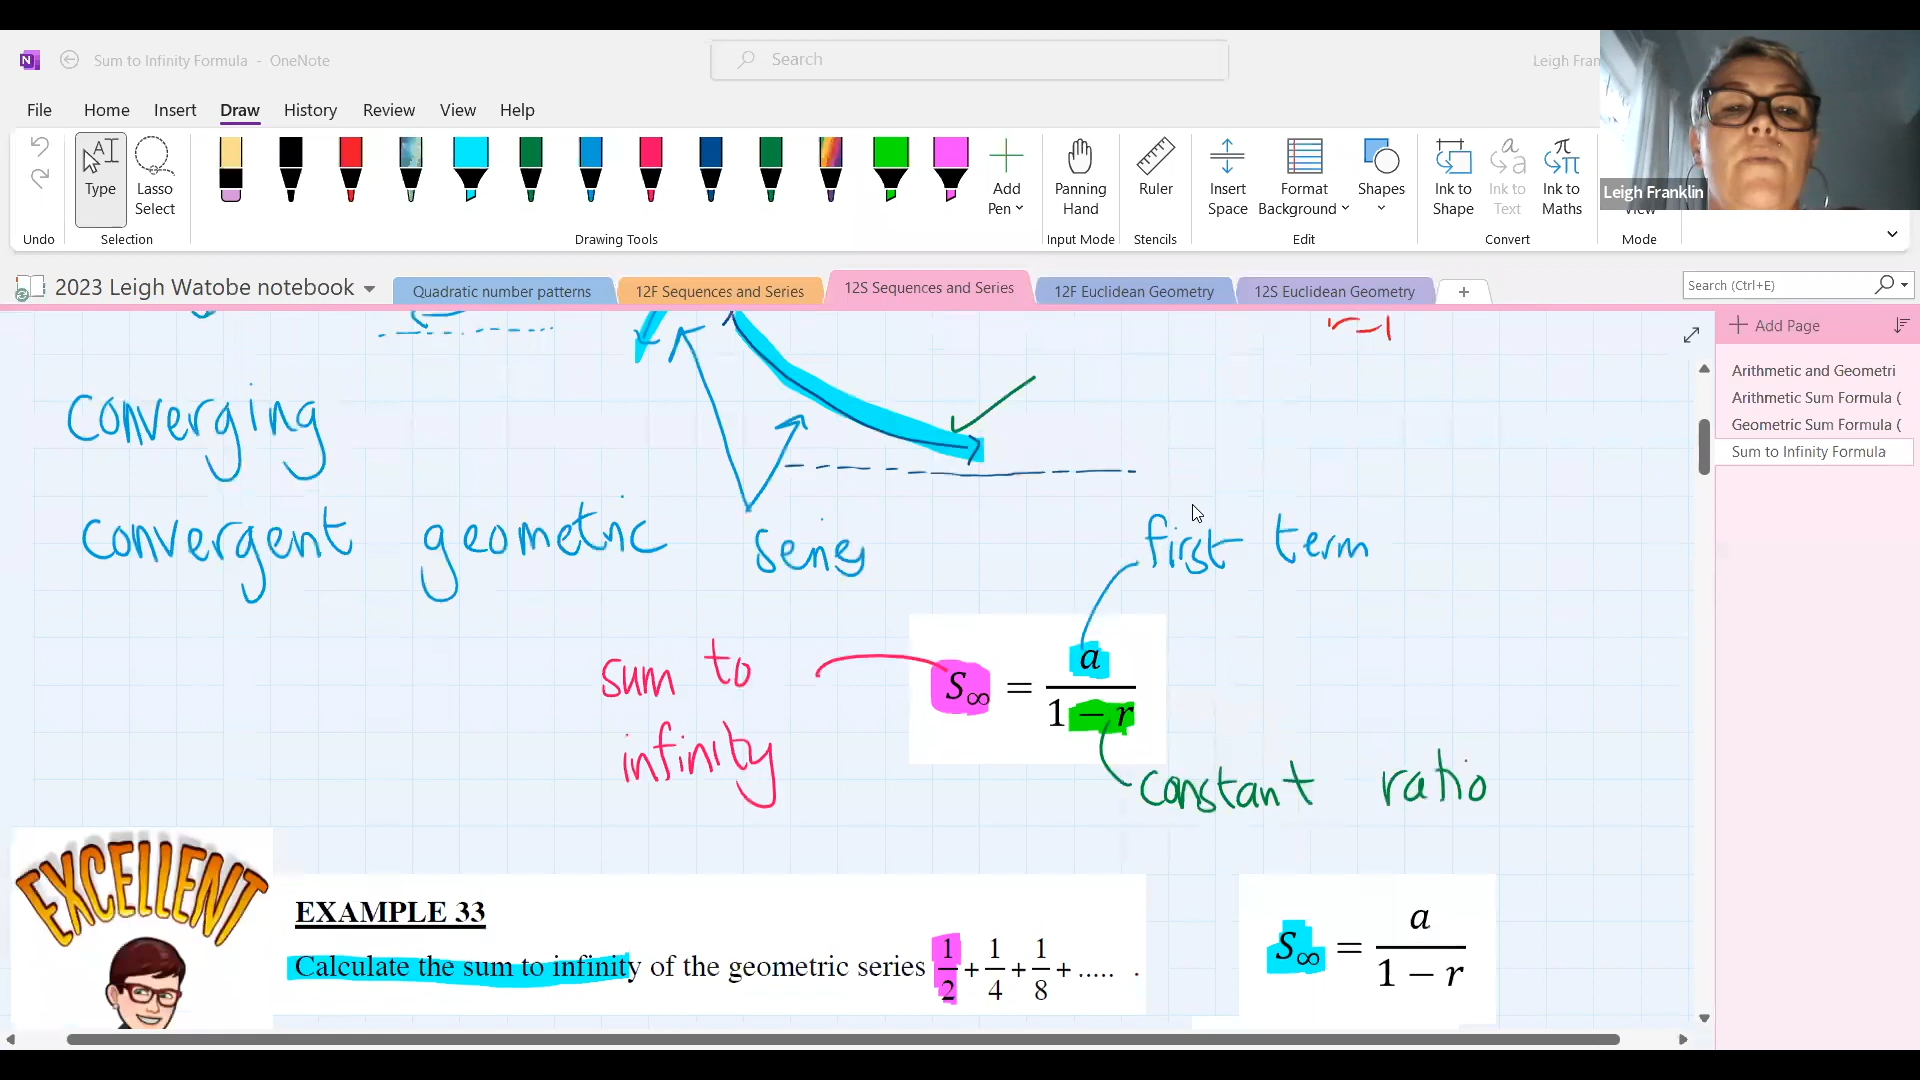 Sum to Infinity Formula - OneNote
Search
Leigh Fran
File Home Insert Draw History Review View Help
Type
Lasso Select
Add Pen
Panning Hand
Ruler
Insert Space
Format Background
Shapes
Ink to Shape
Ink to Text
Ink to Maths
Leigh Franklin
Undo Selection Drawing Tools Input Mode Stencils Edit Convert Mode
2023 Leigh Watobe notebook
Quadratic number patterns
12F Sequences and Series
12S Sequences and Series
12F Euclidean Geometry
12S Euclidean Geometry
Search (Ctrl+E)
Add Page
Arithmetic and Geometri
Arithmetic Sum Formula (
Geometric Sum Formula (
Sum to Infinity Formula
converging
convergent geometric series
first term
sum to infinity
S∞ = a / 1 − r
constant ratio
EXCELLENT
EXAMPLE 33
Calculate the sum to infinity of the geometric series 1/2 + 1/4 + 1/8 + ..... .
S∞ = a / 1 − r